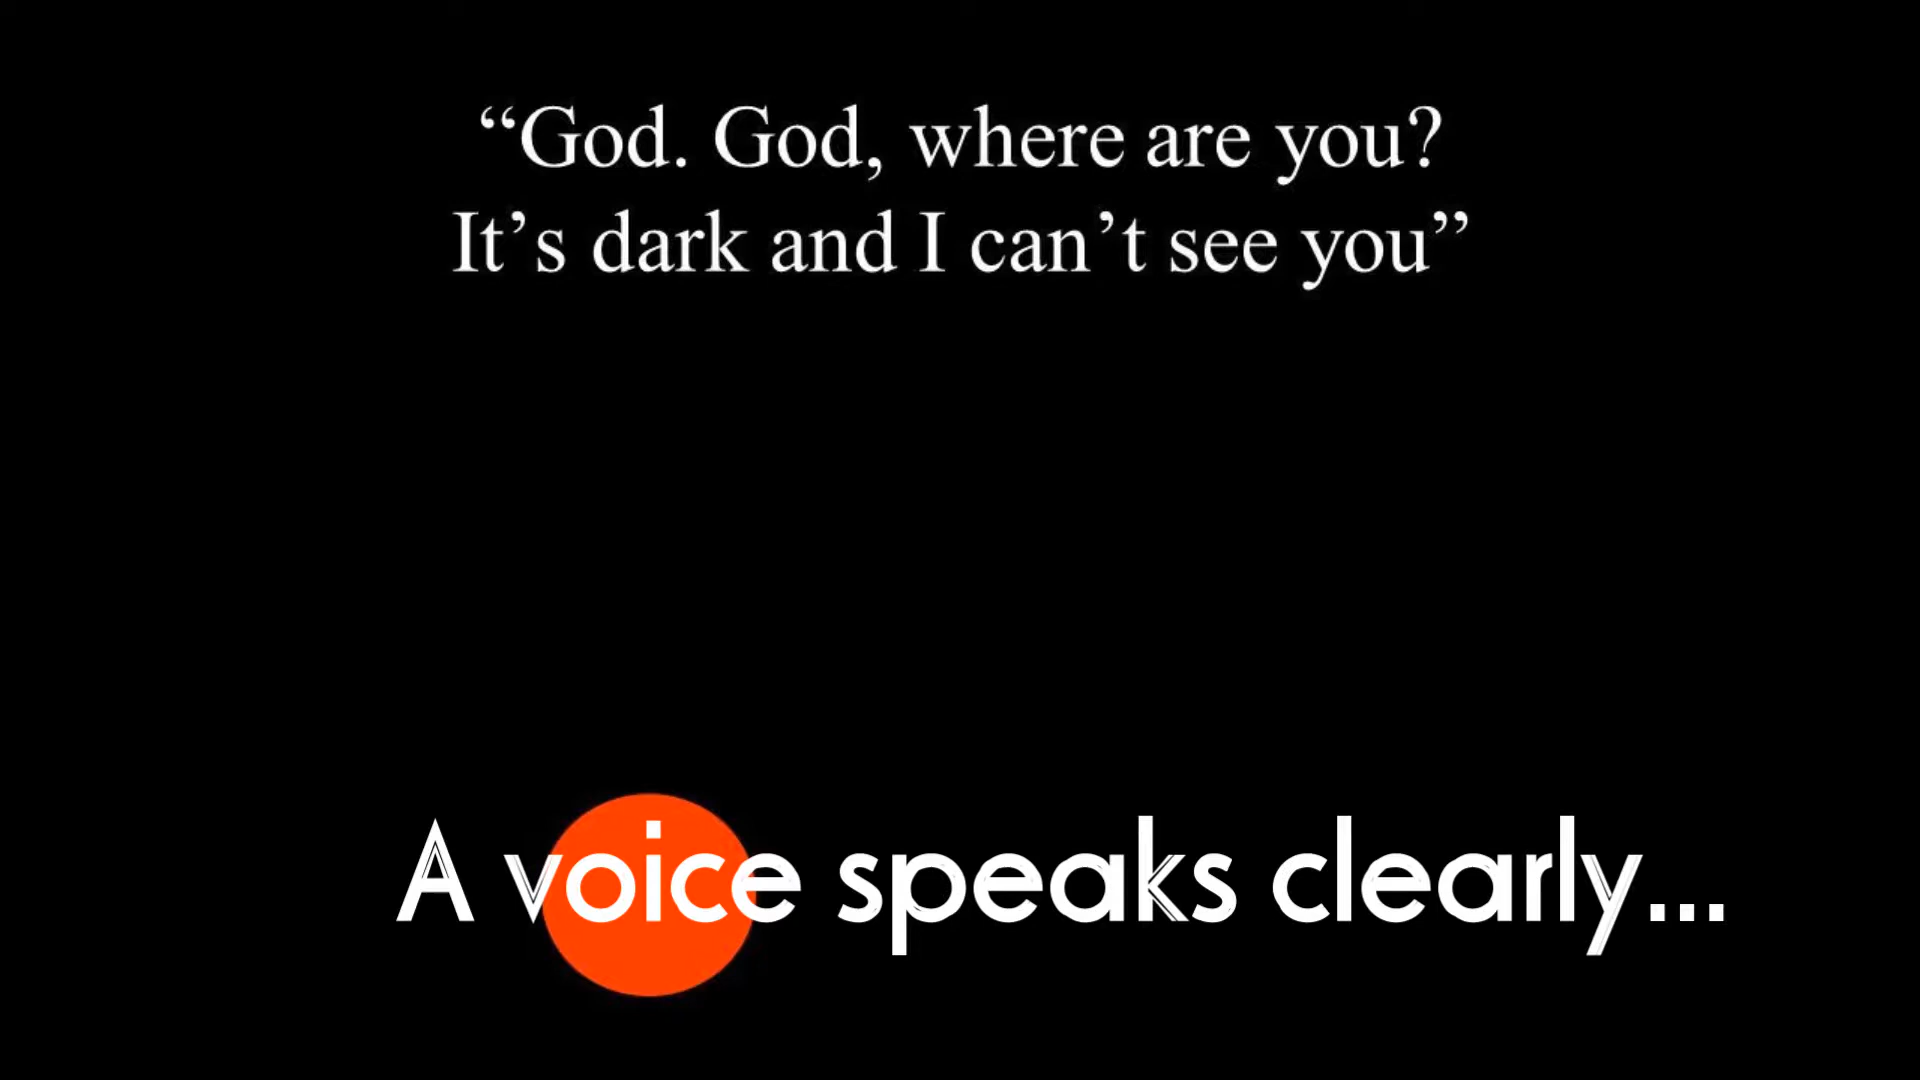 “God. God, where are you?
It’s dark and I can’t see you”
A voice speaks clearly...